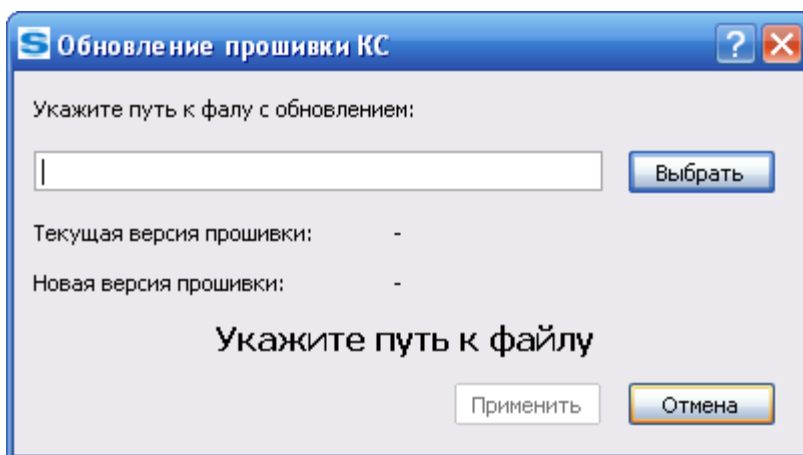 S Обновление прошивки КС ?
Укажите путь к фалу с обновлением:
Выбрать
Текущая версия прошивки: -
Новая версия прошивки: -
Укажите путь к файлу
Применить Отмена